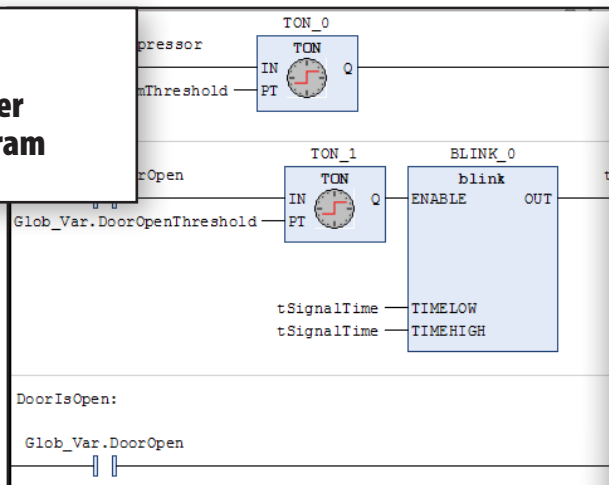 TON_0
pressor
TON
IN Q
mThreshold PT
er
ram
TON_1 BLINK_0
rOpen TON blink
IN Q ENABLE OUT
Glob_Var.DoorOpenThreshold PT
tSignalTime TIMELOW
tSignalTime TIMEHIGH
DoorIsOpen:
Glob_Var.DoorOpen